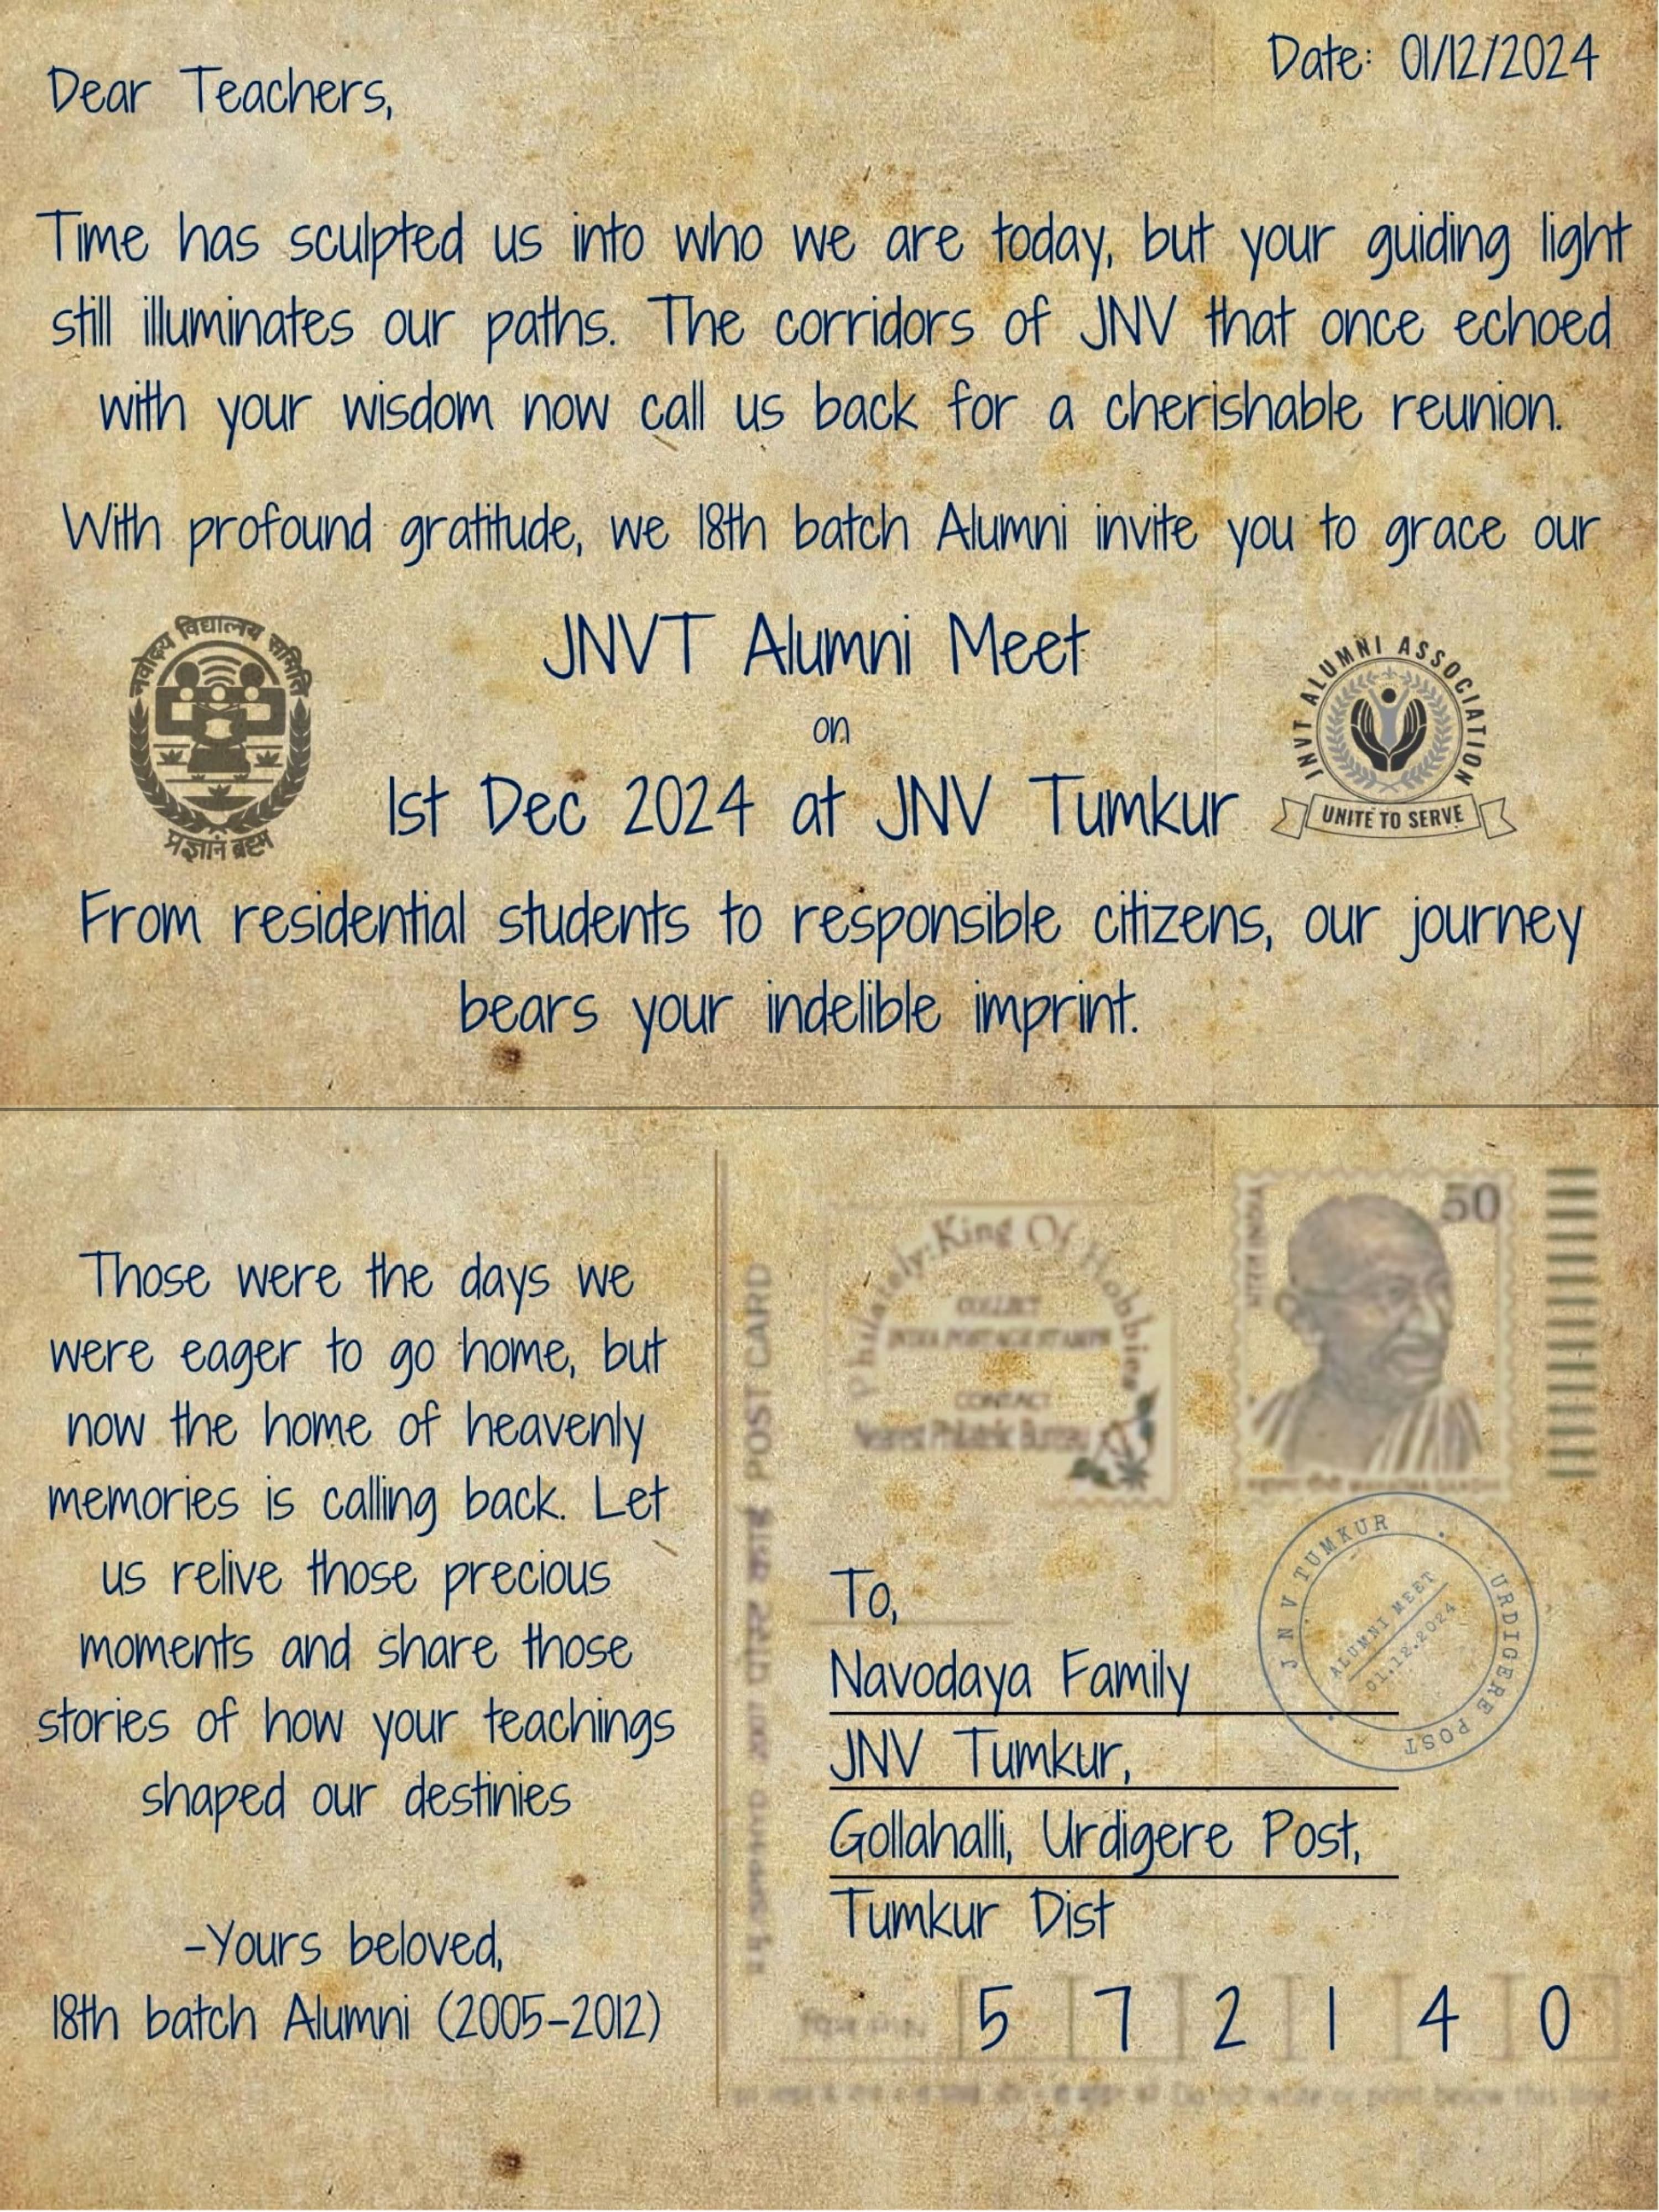 Date: 01/12/2024
Dear Teachers,
Time has sculpted us into who we are today, but your guiding light
still illuminates our paths. The corridors of JNV that once echoed
with your wisdom now call us back for a cherishable reunion.
With profound gratitude, we 18th batch Alumni invite you to grace our
नवोदय विद्यालय समिति
प्रज्ञानं ब्रह्म
JNVT Alumni Meet
on
1st Dec 2024 at JNV Tumkur
JNVT ALUMNI ASSOCIATION
UNITE TO SERVE
From residential students to responsible citizens, our journey
bears your indelible imprint.
Those were the days we
were eager to go home, but
now the home of heavenly
memories is calling back. Let
us relive those precious
moments and share those
stories of how your teachings
shaped our destinies
-Yours beloved,
18th batch Alumni (2005-2012)
2007 पोस्ट कार्ड POST CARD
Philately: King Of Hobbies
COLLECT
INDIA POSTAGE STAMPS
CONTACT
Nearest Philatelic Bureau
50
MAHATMA GANDHI
JNV TUMKUR
URDIGERE POST
ALUMNI MEET
01.12.2024
To,
Navodaya Family
JNV Tumkur,
Gollahalli, Urdigere Post,
Tumkur Dist
5 7 2 1 4 0
Do not write or print below this line